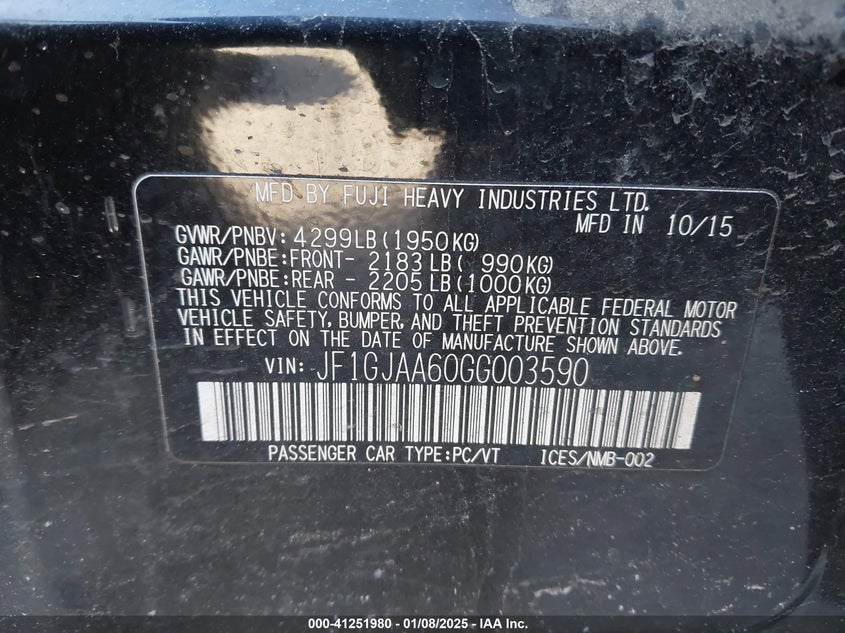 MFD BY FUJI HEAVY INDUSTRIES LTD.
MFD IN 10/15
GVWR/PNBV: 4299LB (1950KG)
GAWR/PNBE:FRONT- 2183 LB ( 990KG)
GAWR/PNBE:REAR - 2205 LB (1000KG)
THIS VEHICLE CONFORMS TO ALL APPLICABLE FEDERAL MOTOR
VEHICLE SAFETY, BUMPER, AND THEFT PREVENTION STANDARDS
IN EFFECT ON THE DATE OF MANUFACTURE SHOWN ABOVE.
VIN: JF1GJAA60GG003590
PASSENGER CAR TYPE:PC/VT ICES/NMB-002
000-41251980 - 01/08/2025 - IAA Inc.